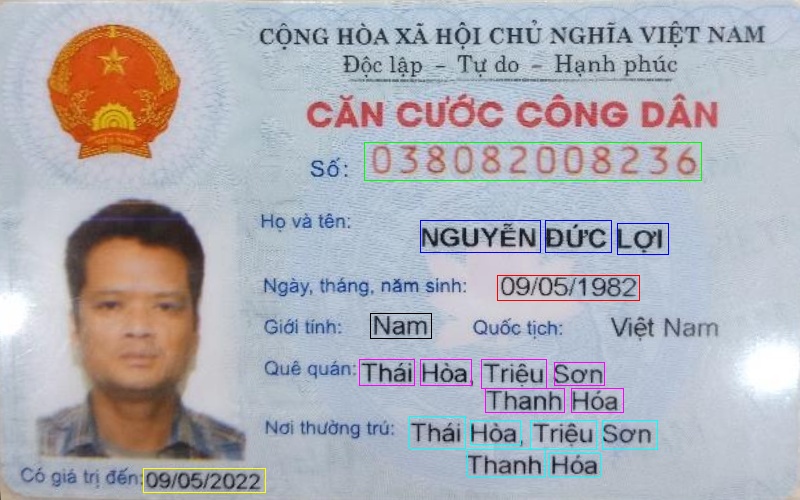 CỘNG HÒA XÃ HỘI CHỦ NGHĨA VIỆT NAM
Độc lập – Tự do – Hạnh phúc
CĂN CƯỚC CÔNG DÂN
Số: 038082008236
Họ và tên: NGUYỄN ĐỨC LỢI
Ngày, tháng, năm sinh: 09/05/1982
Giới tính: Nam Quốc tịch: Việt Nam
Quê quán: Thái Hòa, Triệu Sơn
Thanh Hóa
Nơi thường trú: Thái Hòa, Triệu Sơn
Thanh Hóa
Có giá trị đến: 09/05/2022